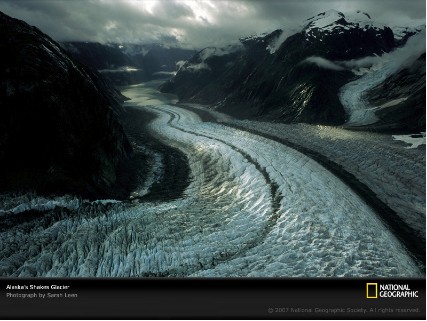 Alaska's Shakes Glacier
Photograph by Sarah Leen
NATIONAL
GEOGRAPHIC
© 2007 National Geographic Society. All rights reserved.